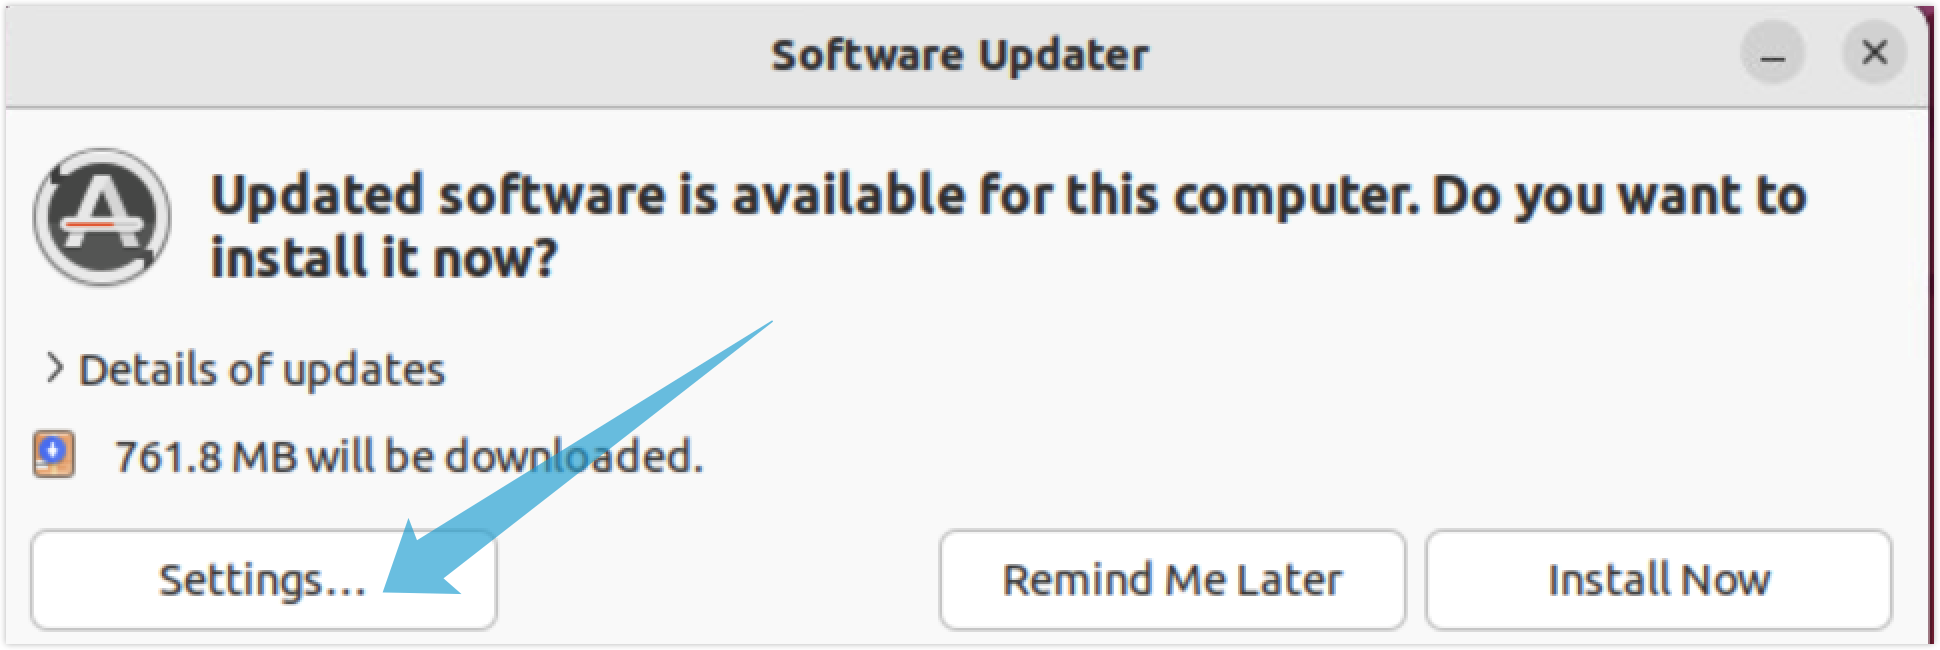 Software Updater
Updated software is available for this computer. Do you want to
install it now?
Details of updates
761.8 MB will be downloaded.
Settings...
Remind Me Later
Install Now